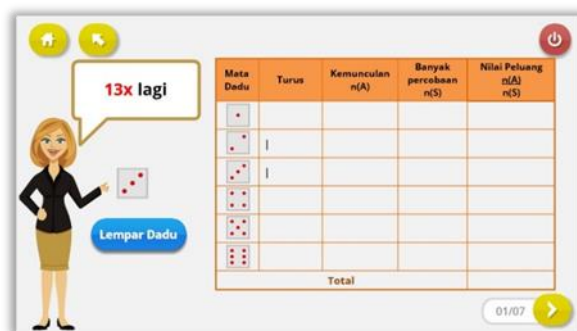 13x lagi
Mata Dadu
Turus
Kemunculan n(A)
Banyak percobaan n(S)
Nilai Peluang n(A) n(S)
|
|
Total
Lempar Dadu
01/07